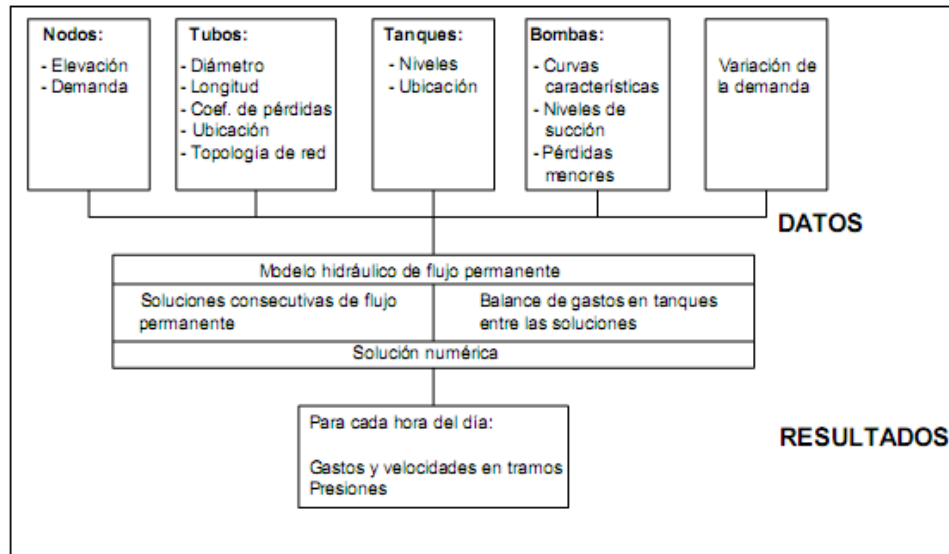 Nodos:
- Elevación
- Demanda
Tubos:
- Diámetro
- Longitud
- Coef. de pérdidas
- Ubicación
- Topología de red
Tanques:
- Niveles
- Ubicación
Bombas:
- Curvas
características
- Niveles de
succión
- Pérdidas
menores
Variación de
la demanda
DATOS
Modelo hidráulico de flujo permanente
Soluciones consecutivas de flujo
permanente
Balance de gastos en tanques
entre las soluciones
Solución numérica
Para cada hora del día:
Gastos y velocidades en tramos
Presiones
RESULTADOS